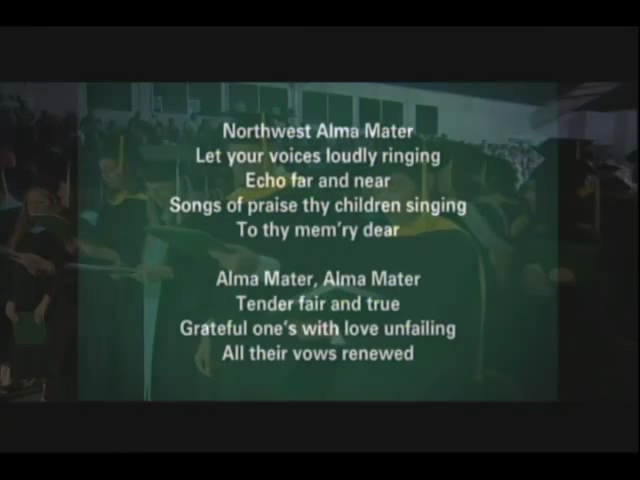 Northwest Alma Mater
Let your voices loudly ringing
Echo far and near
Songs of praise thy children singing
To thy mem'ry dear
Alma Mater, Alma Mater
Tender fair and true
Grateful one's with love unfailing
All their vows renewed